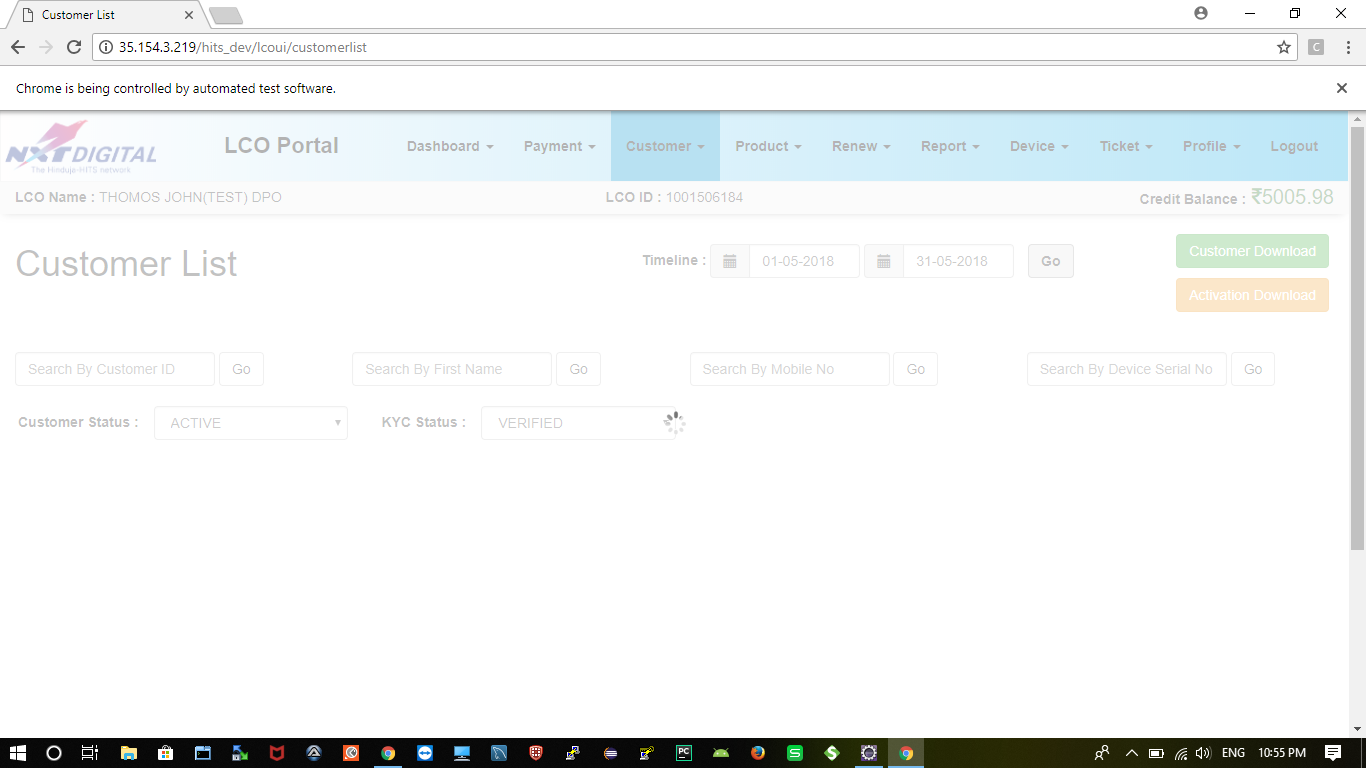 Customer List
35.154.3.219/hits_dev/lcoui/customerlist
C
Chrome is being controlled by automated test software.
NXTDIGITAL
The Hinduja-HITS network
LCO Portal
Dashboard Payment Customer Product Renew Report Device Ticket Profile Logout
LCO Name : THOMOS JOHN(TEST) DPO LCO ID : 1001506184 Credit Balance : ₹5005.98
Customer List
Timeline : 01-05-2018 31-05-2018 Go
Customer Download
Activation Download
Search By Customer ID Go Search By First Name Go Search By Mobile No Go Search By Device Serial No Go
Customer Status : ACTIVE KYC Status : VERIFIED
PC S S ENG 10:55 PM